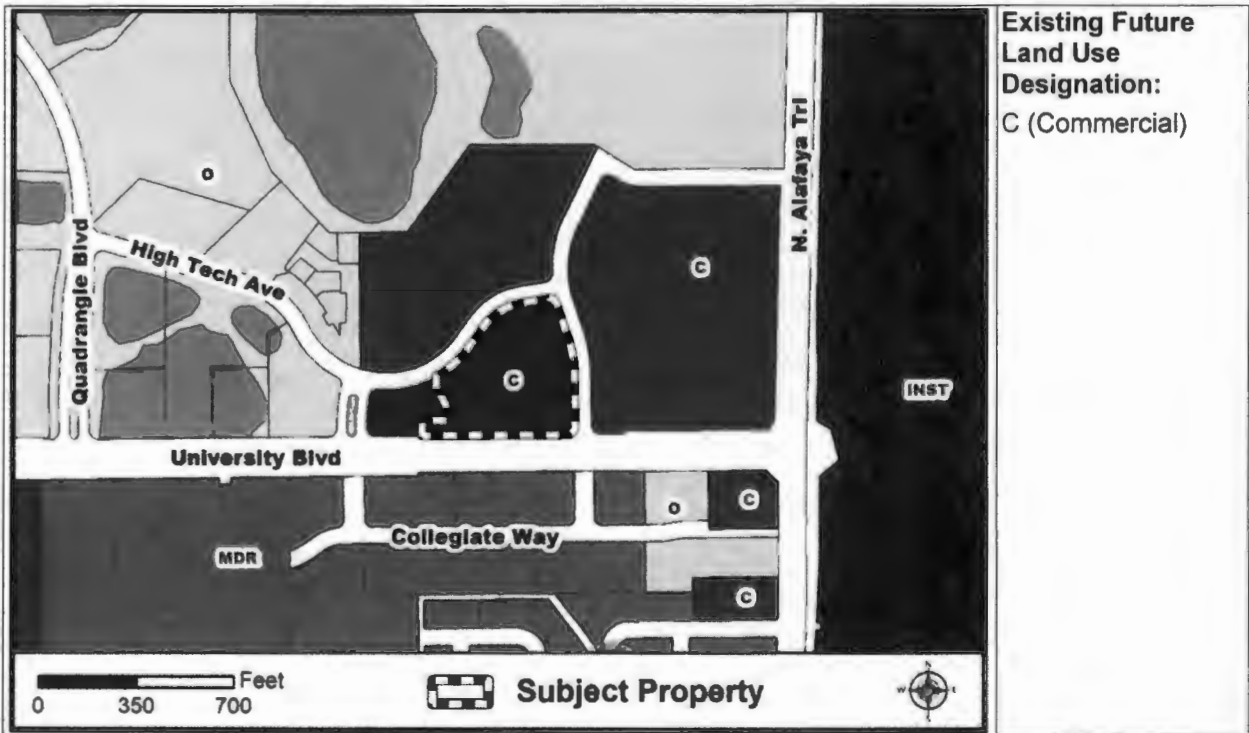 Existing Future
Land Use
Designation:
C (Commercial)
N. Alafaya Trl
O
Quadrangle Blvd
High Tech Ave
C
C
INST
University Blvd
O
C
Collegiate Way
MDR
C
Feet
0 350 700
Subject Property
N
W E
S